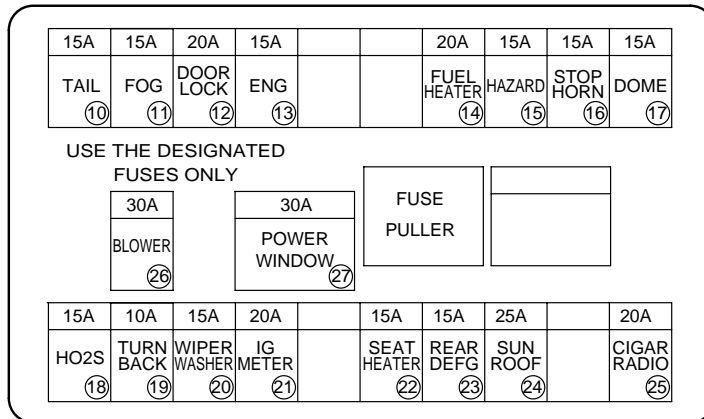 15A 15A 20A 15A 20A 15A 15A 15A
TAIL FOG DOOR LOCK ENG FUEL HEATER HAZARD STOP HORN DOME
10 11 12 13 14 15 16 17
USE THE DESIGNATED
FUSES ONLY
30A 30A
BLOWER POWER WINDOW
26 27
FUSE
PULLER
15A 10A 15A 20A 15A 15A 25A 20A
HO2S TURN BACK WIPER WASHER IG METER SEAT HEATER REAR DEFG SUN ROOF CIGAR RADIO
18 19 20 21 22 23 24 25